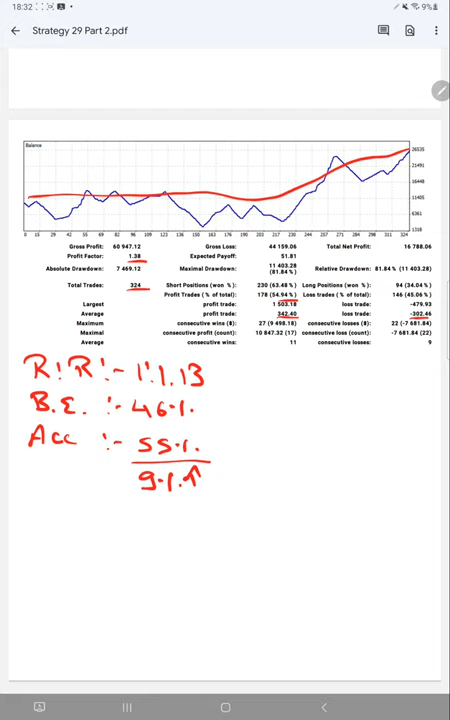 18:32 9%
Strategy 29 Part 2.pdf
Balance
26535
21491
16448
11405
6361
1318
0 15 29 42 55 69 82 96 109 123 136 150 163 177 190 203 217 230 244 257 271 284 298 311 324
Gross Profit: 60 947.12 Gross Loss: 44 159.06 Total Net Profit: 16 788.06
Profit Factor: 1.38 Expected Payoff: 51.81
Absolute Drawdown: 7 469.12 Maximal Drawdown: 11 403.28 (81.84 %) Relative Drawdown: 81.84 % (11 403.28)
Total Trades: 324 Short Positions (won %): 230 (63.48 %) Long Positions (won %): 94 (34.04 %)
Profit Trades (% of total): 178 (54.94 %) Loss trades (% of total): 146 (45.06 %)
Largest profit trade: 1 503.18 loss trade: -479.93
Average profit trade: 342.40 loss trade: -302.46
Maximum consecutive wins ($): 27 (9 498.18) consecutive losses ($): 22 (-7 681.84)
Maximal consecutive profit (count): 10 847.32 (17) consecutive loss (count): -7 681.84 (22)
Average consecutive wins: 11 consecutive losses: 9
R:R :- 1:1.13
B.E. :- 46%
Acc :- 55%
9%↑